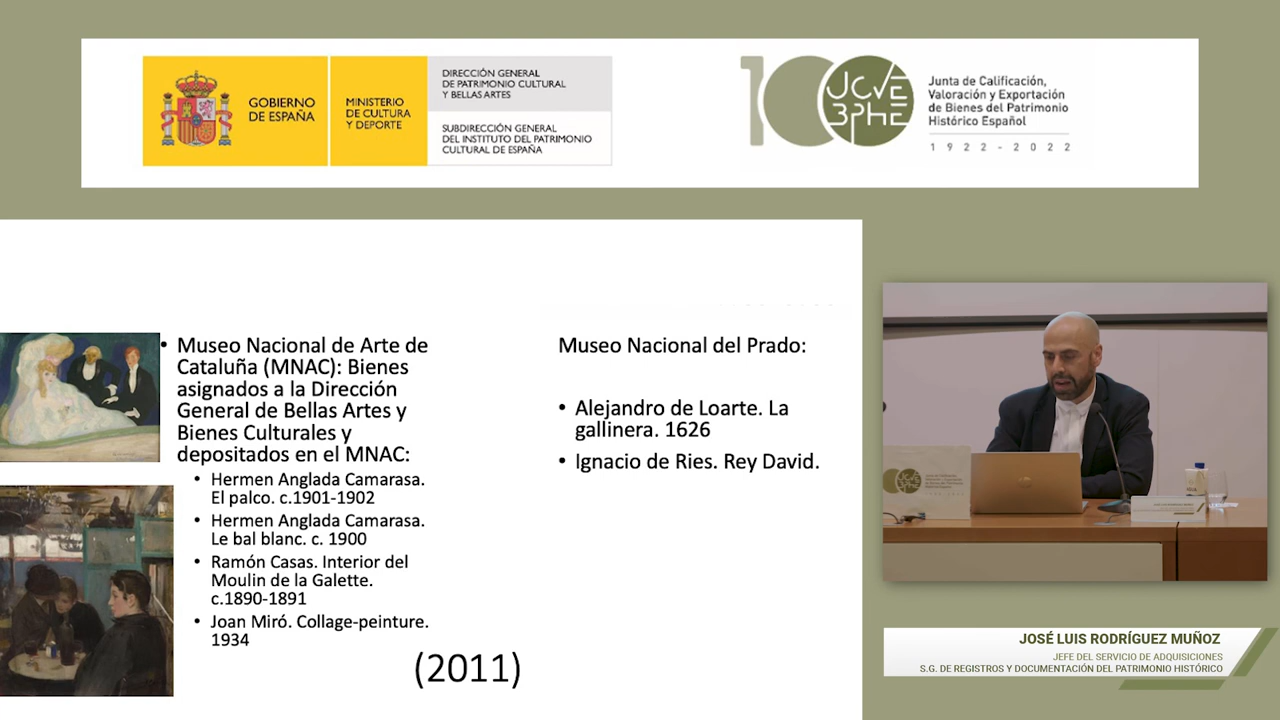 GOBIERNO
DE ESPAÑA
MINISTERIO
DE CULTURA
Y DEPORTE
DIRECCIÓN GENERAL
DE PATRIMONIO CULTURAL
Y BELLAS ARTES
SUBDIRECCIÓN GENERAL
DEL INSTITUTO DEL PATRIMONIO
CULTURAL DE ESPAÑA
100
JCVE
BPHE
Junta de Calificación,
Valoración y Exportación
de Bienes del Patrimonio
Histórico Español
1922-2022
• Museo Nacional de Arte de
Cataluña (MNAC): Bienes
asignados a la Dirección
General de Bellas Artes y
Bienes Culturales y
depositados en el MNAC:
• Hermen Anglada Camarasa.
El palco. c.1901-1902
• Hermen Anglada Camarasa.
Le bal blanc. c. 1900
• Ramón Casas. Interior del
Moulin de la Galette.
c.1890-1891
• Joan Miró. Collage-peinture.
1934
Museo Nacional del Prado:
• Alejandro de Loarte. La
gallinera. 1626
• Ignacio de Ries. Rey David.
(2011)
JOSÉ LUIS RODRÍGUEZ MUÑOZ
JEFE DEL SERVICIO DE ADQUISICIONES
S.G. DE REGISTROS Y DOCUMENTACIÓN DEL PATRIMONIO HISTÓRICO